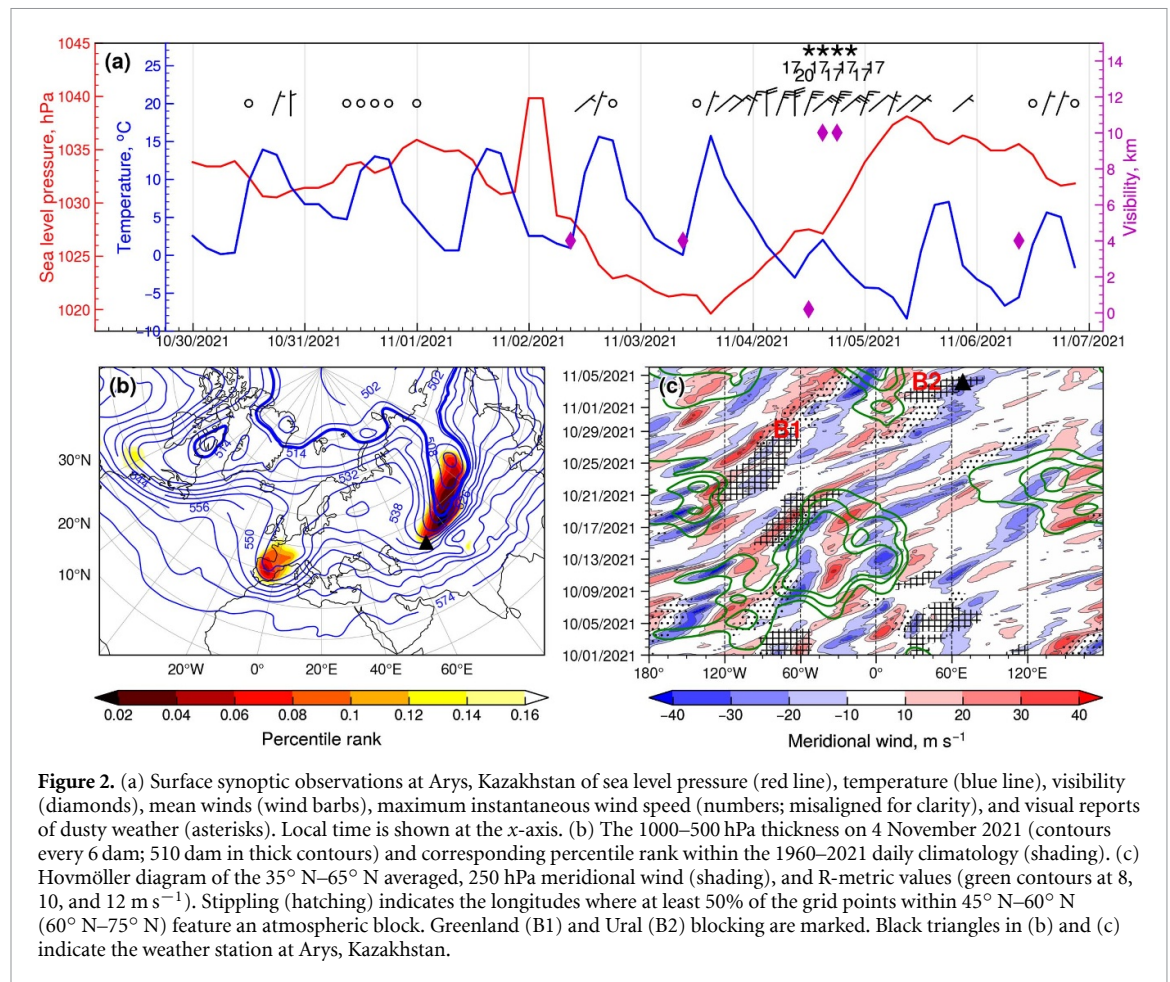 (a)
1045
1040
1035
1030
1025
1020
Sea level pressure, hPa
25
20
15
10
5
0
−5
−10
Temperature, °C
****
17 17 17 17
20 17 17
14
12
10
8
6
4
2
0
Visibility, km
10/30/2021 10/31/2021 11/01/2021 11/02/2021 11/03/2021 11/04/2021 11/05/2021 11/06/2021 11/07/2021
(b)
502
502
514
514
518
532
538
544
550
556
574
30°N
20°N
10°N
20°W 0° 20°E 40°E 60°E
0.02 0.04 0.06 0.08 0.1 0.12 0.14 0.16
Percentile rank
(c)
B2
B1
11/05/2021
11/01/2021
10/29/2021
10/25/2021
10/21/2021
10/17/2021
10/13/2021
10/09/2021
10/05/2021
10/01/2021
180° 120°W 60°W 0° 60°E 120°E
−40 −30 −20 −10 10 20 30 40
Meridional wind, m s⁻¹
Figure 2. (a) Surface synoptic observations at Arys, Kazakhstan of sea level pressure (red line), temperature (blue line), visibility
(diamonds), mean winds (wind barbs), maximum instantaneous wind speed (numbers; misaligned for clarity), and visual reports
of dusty weather (asterisks). Local time is shown at the x-axis. (b) The 1000–500 hPa thickness on 4 November 2021 (contours
every 6 dam; 510 dam in thick contours) and corresponding percentile rank within the 1960–2021 daily climatology (shading). (c)
Hovmöller diagram of the 35° N–65° N averaged, 250 hPa meridional wind (shading), and R-metric values (green contours at 8,
10, and 12 m s⁻¹). Stippling (hatching) indicates the longitudes where at least 50% of the grid points within 45° N–60° N
(60° N–75° N) feature an atmospheric block. Greenland (B1) and Ural (B2) blocking are marked. Black triangles in (b) and (c)
indicate the weather station at Arys, Kazakhstan.